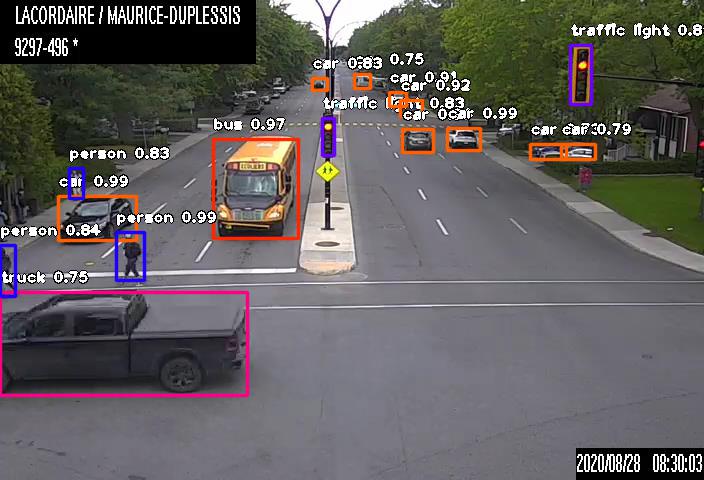 LACORDAIRE / MAURICE-DUPLESSIS
9297-496 *
traffic light 0.8
car 0.83
0.75
car 0.91
car 0.92
traffic light 0.83
bus 0.97
car
car 0.99
car
0.79
person 0.83
car 0.99
person 0.99
person 0.84
truck 0.75
ECOLIERS
2020/08/28 08:30:03